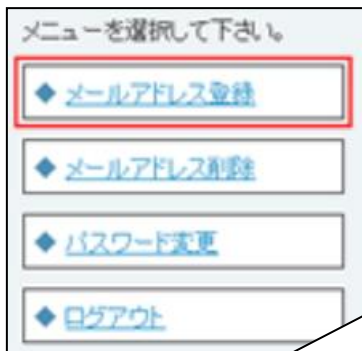 メニューを選択して下さい。
◆ メールアドレス登録
◆ メールアドレス削除
◆ パスワード変更
◆ ログアウト